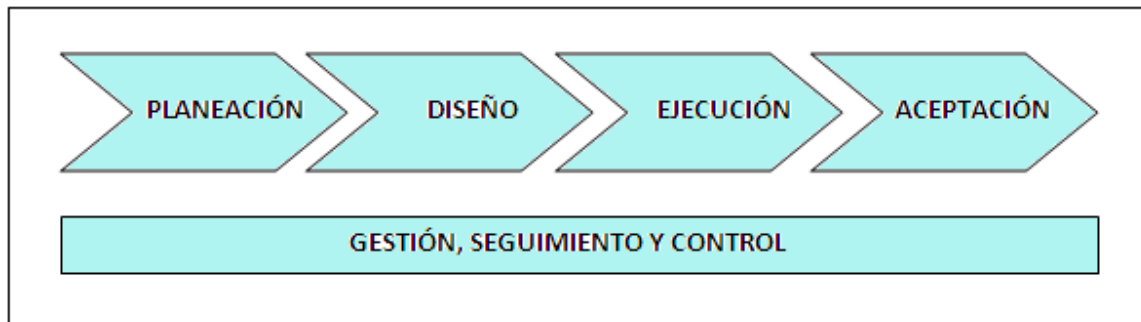 PLANEACIÓN
DISEÑO
EJECUCIÓN
ACEPTACIÓN
GESTIÓN, SEGUIMIENTO Y CONTROL